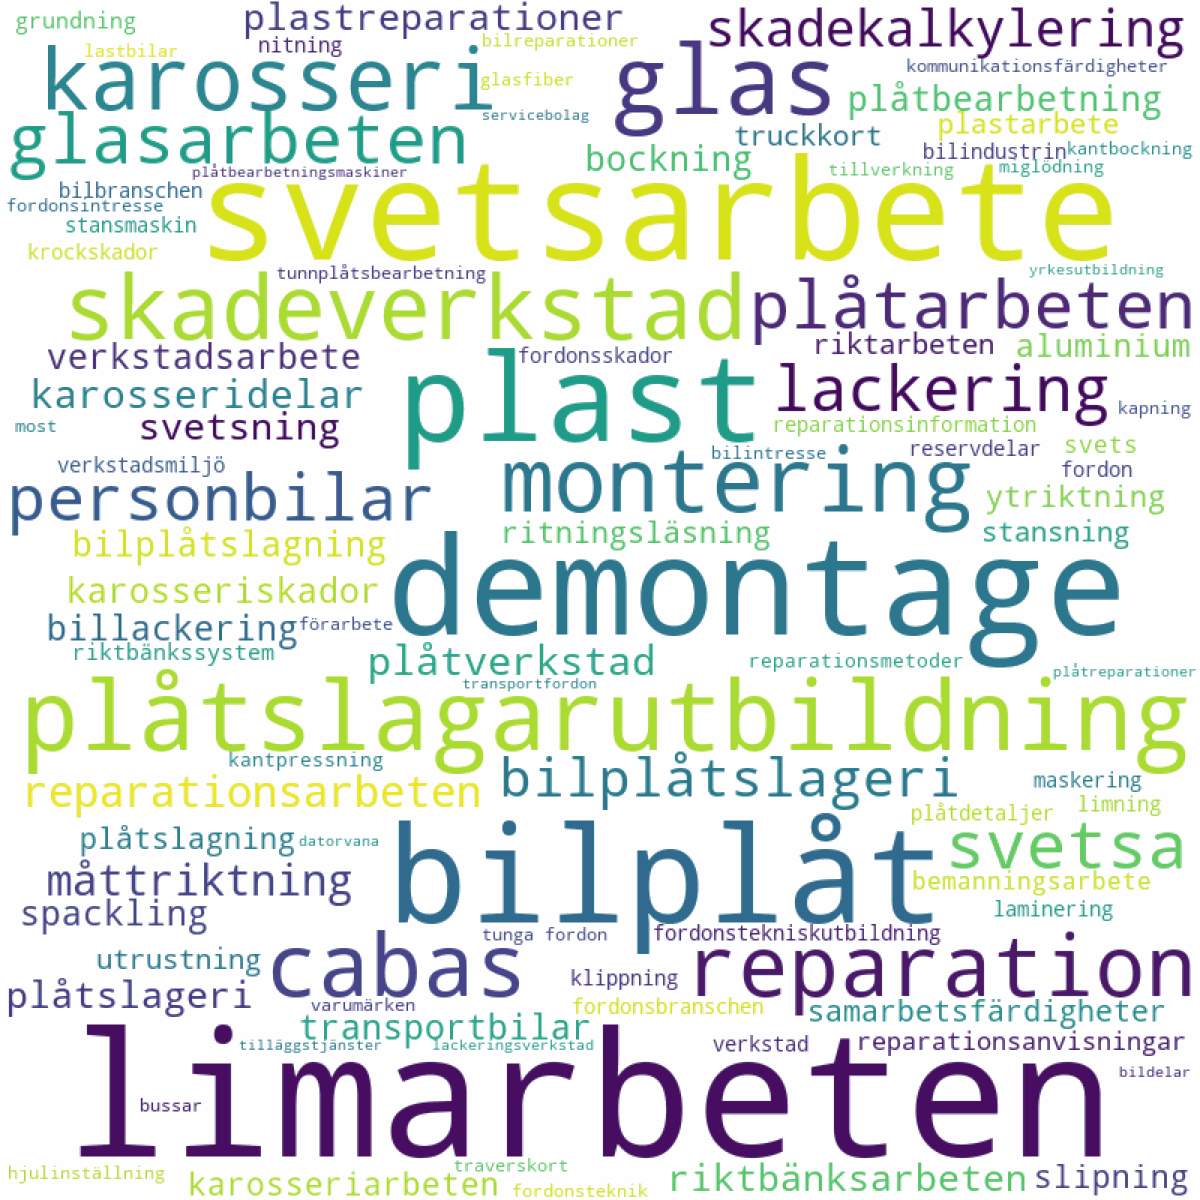 grundning
plastreparationer
skadekalkylering
lastbilar
nitning
bilreparationer
karosseri
glas
kommunikationsfärdigheter
glasfiber
plåtbearbetning
servicebolag
glasarbeten
truckkort
plastarbete
bockning
bilindustrin
kantbockning
plåtbearbetningsmaskiner
tillverkning
miglödning
bilbranschen
svetsarbete
fordonsintresse
stansmaskin
krockskador
tunnplåtsbearbetning
yrkesutbildning
skadeverkstad
plåtarbeten
verkstadsarbete
fordonsskador
riktarbeten
aluminium
karosseridelar
plast
lackering
kapning
most
svetsning
reparationsinformation
bilintresse
reservdelar
svets
verkstadsmiljö
fordon
personbilar
montering
ytriktning
bilplåtslagning
ritningsläsning
stansning
karosseriskador
demontage
billackering
förarbete
riktbänkssystem
plåtverkstad
reparationsmetoder
plåtreparationer
transportfordon
plåtslagarutbildning
kantpressning
bilplåtslageri
maskering
reparationsarbeten
plåtdetaljer
limning
plåtslagning
datorvana
bilplåt
svetsa
måttriktning
bemanningsarbete
spackling
laminering
tunga fordon
fordonstekniskutbildning
utrustning
cabas
klippning
reparation
plåtslageri
varumärken
fordonsbranschen
samarbetsfärdigheter
transportbilar
tilläggstjänster
lackeringsverkstad
verkstad
reparationsanvisningar
limarbeten
bildelar
bussar
hjulinställning
traverskort
karosseriarbeten
fordonsteknik
riktbänksarbeten
slipning